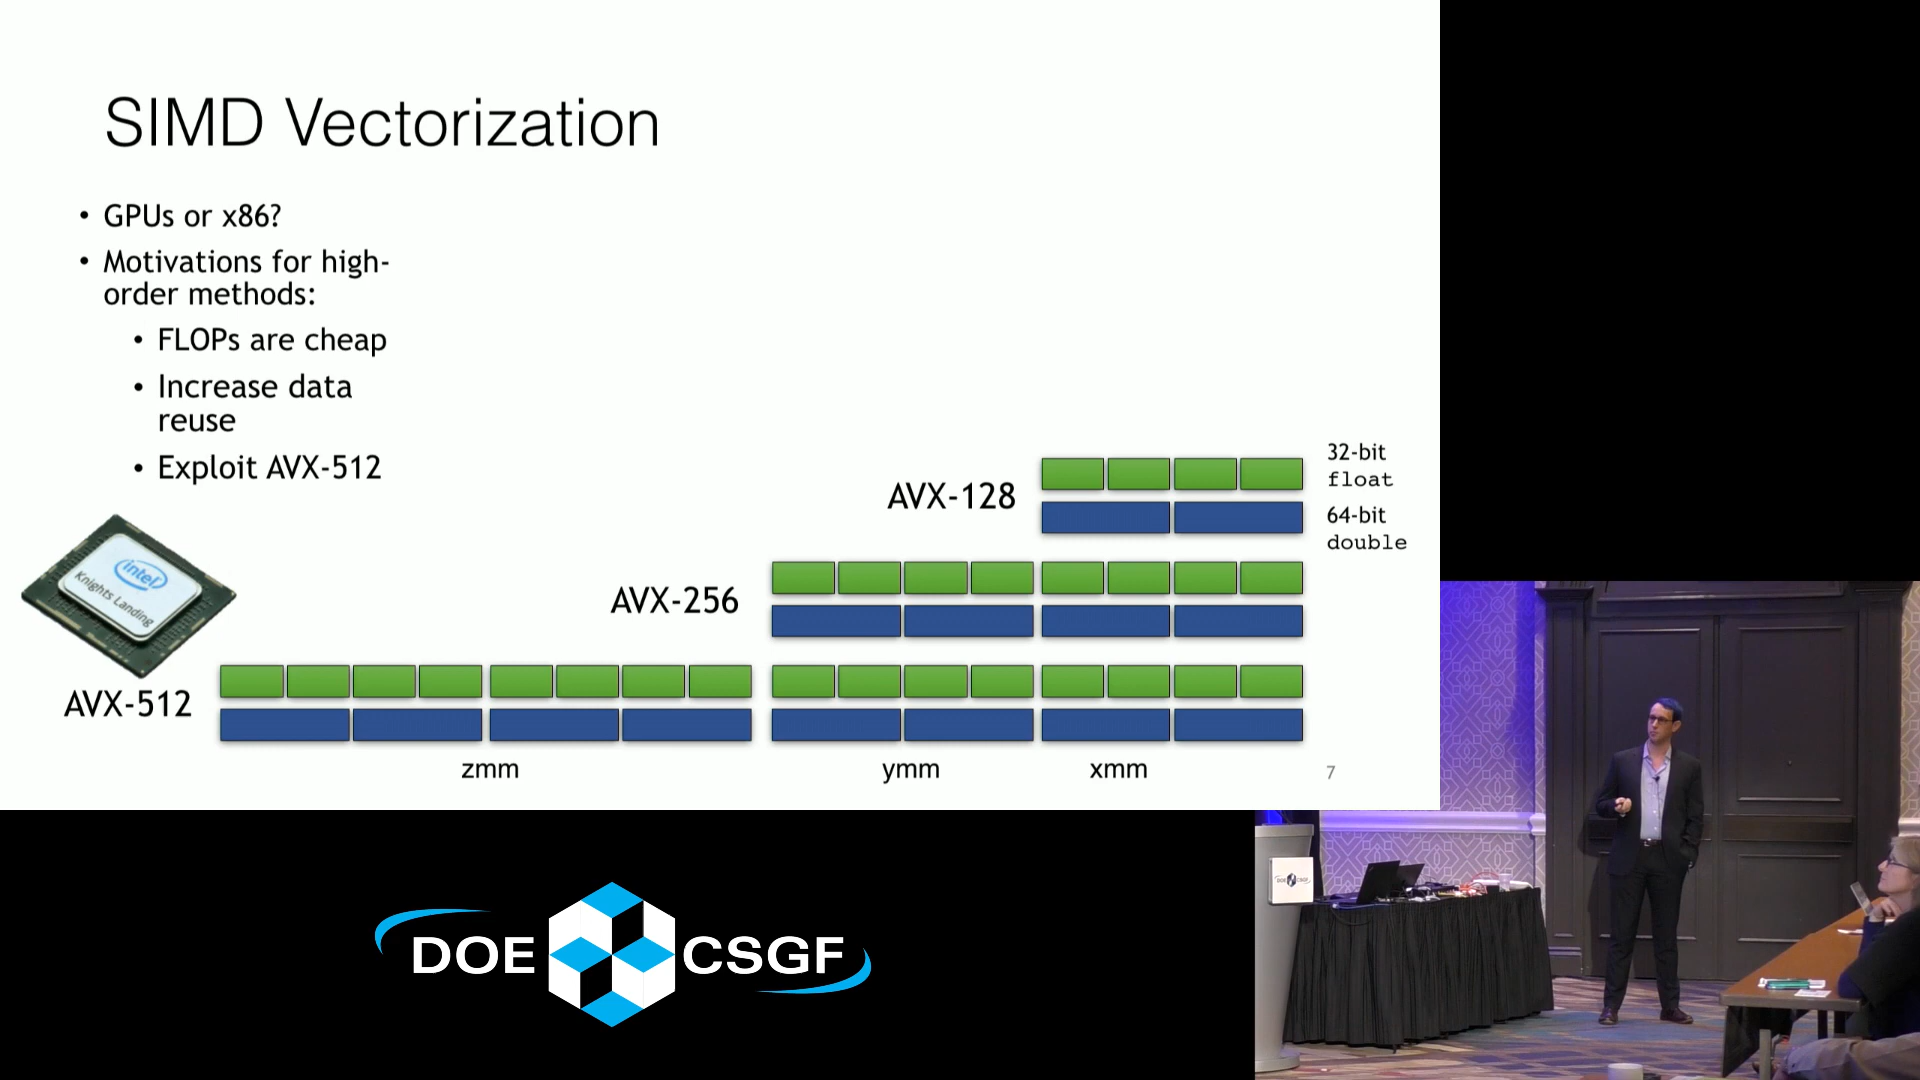 SIMD Vectorization
• GPUs or x86?
• Motivations for high-
order methods:
• FLOPs are cheap
• Increase data
reuse
• Exploit AVX-512
32-bit
float
AVX-128
64-bit
double
AVX-256
intel
Knights Landing
AVX-512
zmm
ymm
xmm
7
DOE CSGF
DOE CSGF